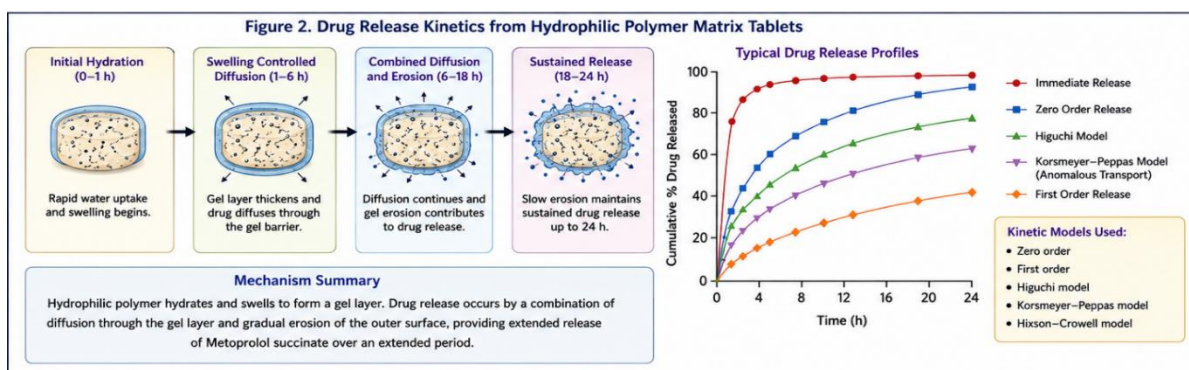 Figure 2. Drug Release Kinetics from Hydrophilic Polymer Matrix Tablets
Initial Hydration
(0–1 h)
Rapid water uptake
and swelling begins.
Swelling Controlled
Diffusion (1–6 h)
Gel layer thickens and
drug diffuses through
the gel barrier.
Combined Diffusion
and Erosion (6–18 h)
Diffusion continues and
gel erosion contributes
to drug release.
Sustained Release
(18–24 h)
Slow erosion maintains
sustained drug release
up to 24 h.
Mechanism Summary
Hydrophilic polymer hydrates and swells to form a gel layer. Drug release occurs by a combination of
diffusion through the gel layer and gradual erosion of the outer surface, providing extended release
of Metoprolol succinate over an extended period.
Typical Drug Release Profiles
Cumulative % Drug Released
100
80
60
40
20
0
0 4 8 12 16 20 24
Time (h)
Immediate Release
Zero Order Release
Higuchi Model
Korsmeyer–Peppas Model
(Anomalous Transport)
First Order Release
Kinetic Models Used:
• Zero order
• First order
• Higuchi model
• Korsmeyer–Peppas model
• Hixson–Crowell model